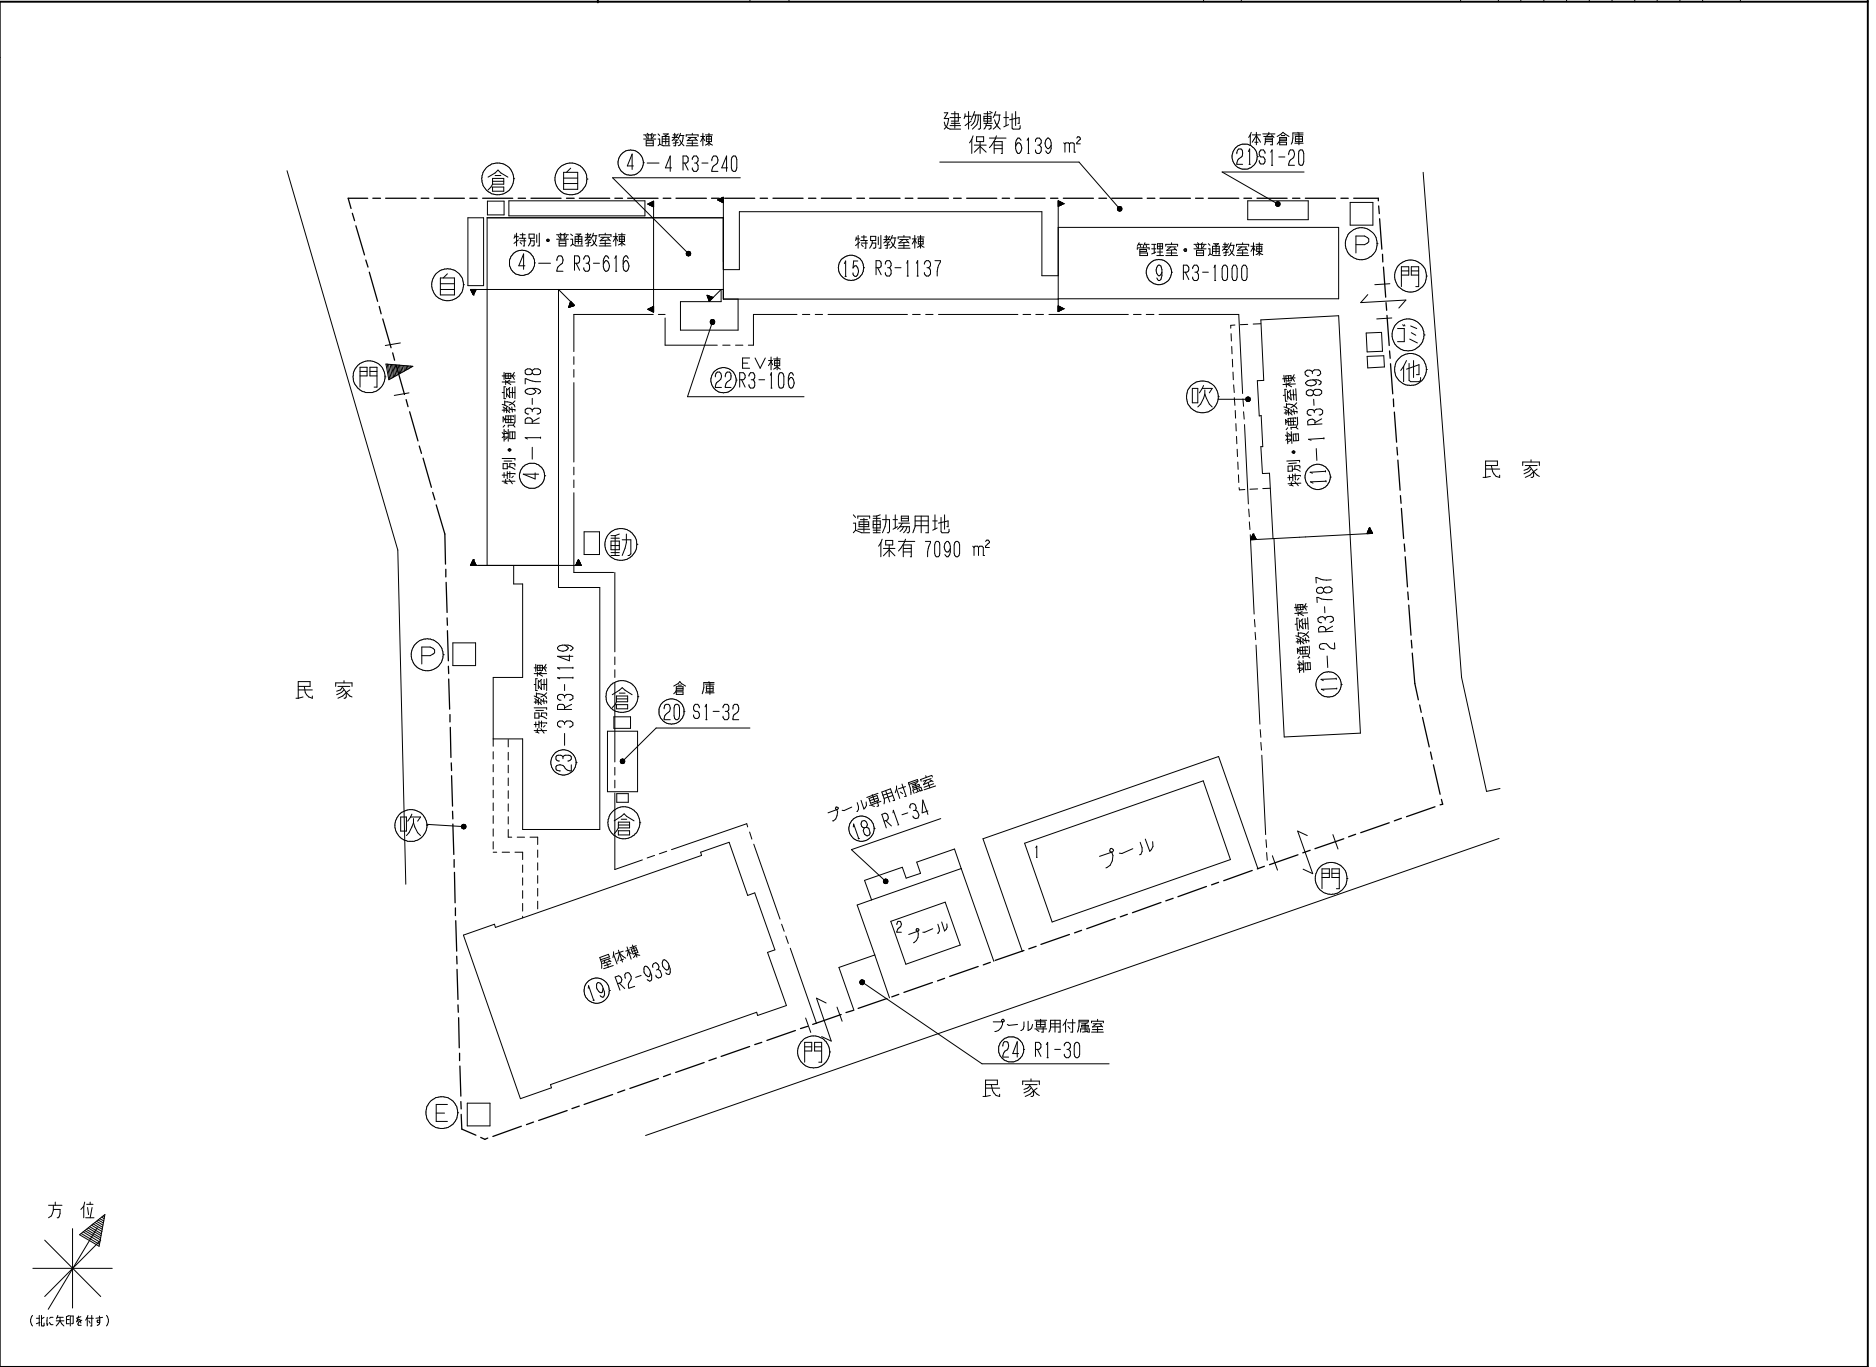 建物敷地
保有 6139 m²
普通教室棟
④－4 R3-240
体育倉庫
㉑S1-20
倉
自
特別・普通教室棟
④－2 R3-616
特別教室棟
⑮ R3-1137
管理室・普通教室棟
⑨ R3-1000
P
自
門
ゴミ
他
EV棟
㉒R3-106
門
吹
特別・普通教室棟
④－1 R3-978
特別・普通教室棟
⑪－1 R3-893
民 家
運動場用地
保有 7090 m²
動
普通教室棟
⑪－2 R3-787
P
民 家
特別教室棟
㉓－3 R3-1149
倉
倉 庫
⑳ S1-32
倉
吹
プール専用付属室
⑱ R1-34
1
プール
門
2
プール
屋体棟
⑲ R2-939
プール専用付属室
㉔ R1-30
門
民 家
E
方 位
(北に矢印を付す)